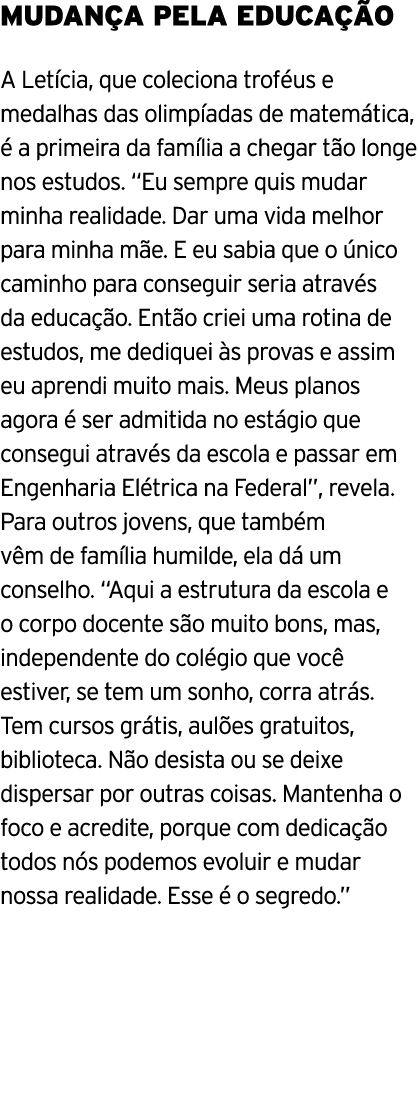 MUDANÇA PELA EDUCAÇÃO
A Letícia, que coleciona troféus e
medalhas das olimpíadas de matemática,
é a primeira da família a chegar tão longe
nos estudos. “Eu sempre quis mudar
minha realidade. Dar uma vida melhor
para minha mãe. E eu sabia que o único
caminho para conseguir seria através
da educação. Então criei uma rotina de
estudos, me dediquei às provas e assim
eu aprendi muito mais. Meus planos
agora é ser admitida no estágio que
consegui através da escola e passar em
Engenharia Elétrica na Federal”, revela.
Para outros jovens, que também
vêm de família humilde, ela dá um
conselho. “Aqui a estrutura da escola e
o corpo docente são muito bons, mas,
independente do colégio que você
estiver, se tem um sonho, corra atrás.
Tem cursos grátis, aulões gratuitos,
biblioteca. Não desista ou se deixe
dispersar por outras coisas. Mantenha o
foco e acredite, porque com dedicação
todos nós podemos evoluir e mudar
nossa realidade. Esse é o segredo.”